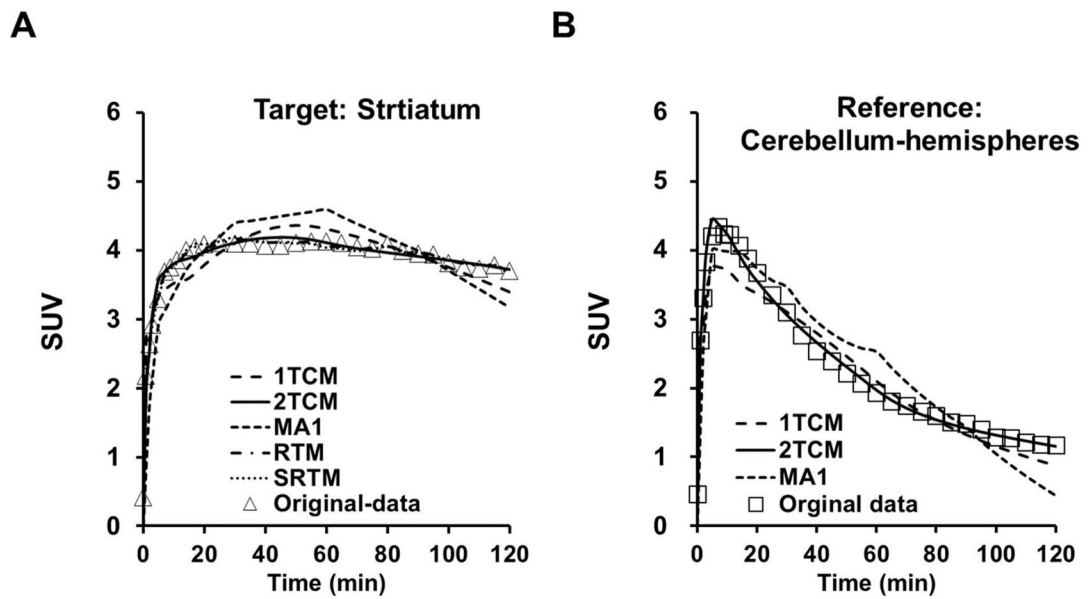 A
Target: Strtiatum
SUV
6
5
4
3
2
1
0
1TCM
2TCM
MA1
RTM
SRTM
Original-data
0 20 40 60 80 100 120
Time (min)
B
Reference:
Cerebellum-hemispheres
SUV
6
5
4
3
2
1
0
1TCM
2TCM
MA1
Orginal data
0 20 40 60 80 100 120
Time (min)